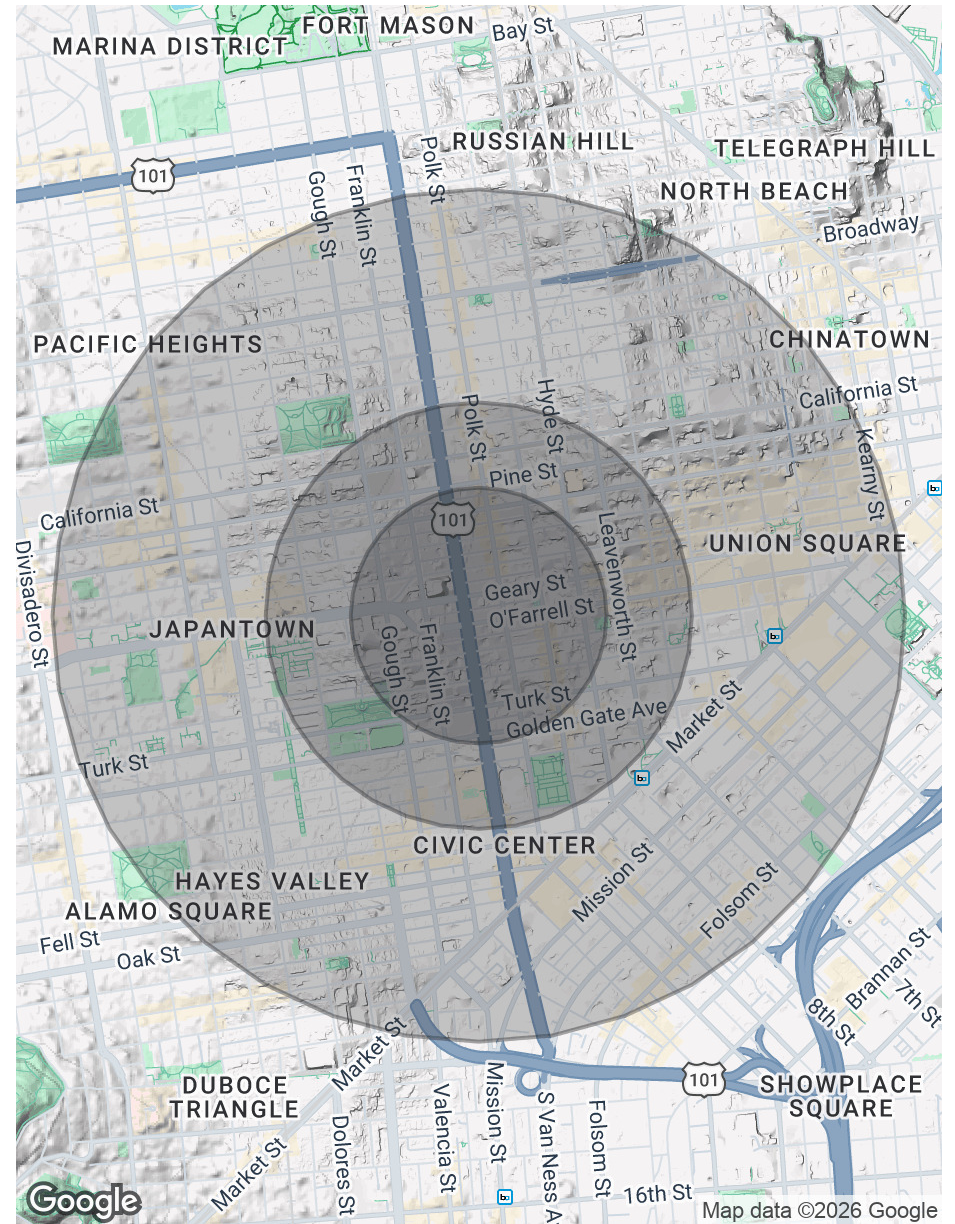 FORT MASON
MARINA DISTRICT
Bay St
RUSSIAN HILL
TELEGRAPH HILL
Polk St
101
Franklin St
Gough St
NORTH BEACH
Broadway
PACIFIC HEIGHTS
CHINATOWN
California St
Hyde St
Polk St
Kearny St
Pine St
California St
101
Leavenworth St
UNION SQUARE
Divisadero St
Geary St
O'Farrell St
JAPANTOWN
Gough St
Franklin St
Turk St
Golden Gate Ave
Market St
Turk St
CIVIC CENTER
HAYES VALLEY
Mission St
Folsom St
ALAMO SQUARE
Fell St
Oak St
Brannan St
7th St
8th St
Market St
101
DUBOCE
TRIANGLE
SHOWPLACE
SQUARE
Valencia St
Mission St
S Van Ness A
Folsom St
Dolores St
Market St
16th St
Google
Map data ©2026 Google